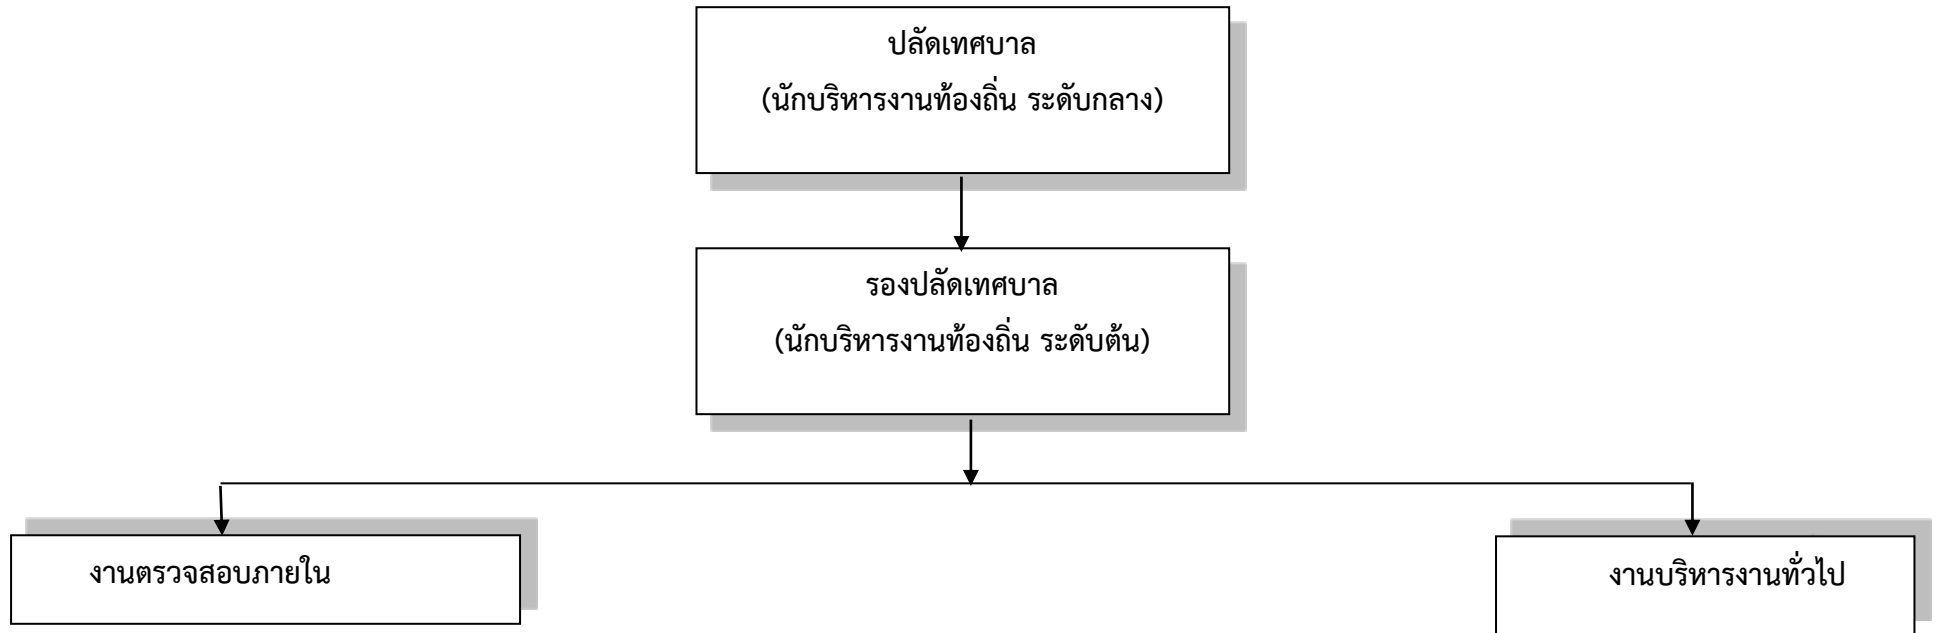 ปลัดเทศบาล
(นักบริหารงานท้องถิ่น ระดับกลาง)
รองปลัดเทศบาล
(นักบริหารงานท้องถิ่น ระดับต้น)
งานตรวจสอบภายใน
งานบริหารงานทั่วไป